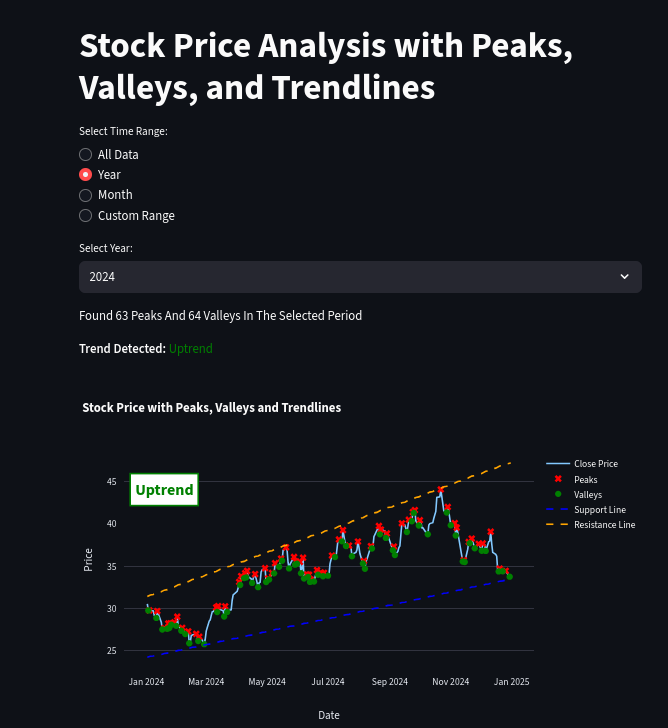 Stock Price Analysis with Peaks,
Valleys, and Trendlines
Select Time Range:
All Data
Year
Month
Custom Range
Select Year:
2024
Found 63 Peaks And 64 Valleys In The Selected Period
Trend Detected: Uptrend
Stock Price with Peaks, Valleys and Trendlines
Uptrend
Close Price
Peaks
Valleys
Support Line
Resistance Line
Price
45
40
35
30
25
Jan 2024 Mar 2024 May 2024 Jul 2024 Sep 2024 Nov 2024 Jan 2025
Date